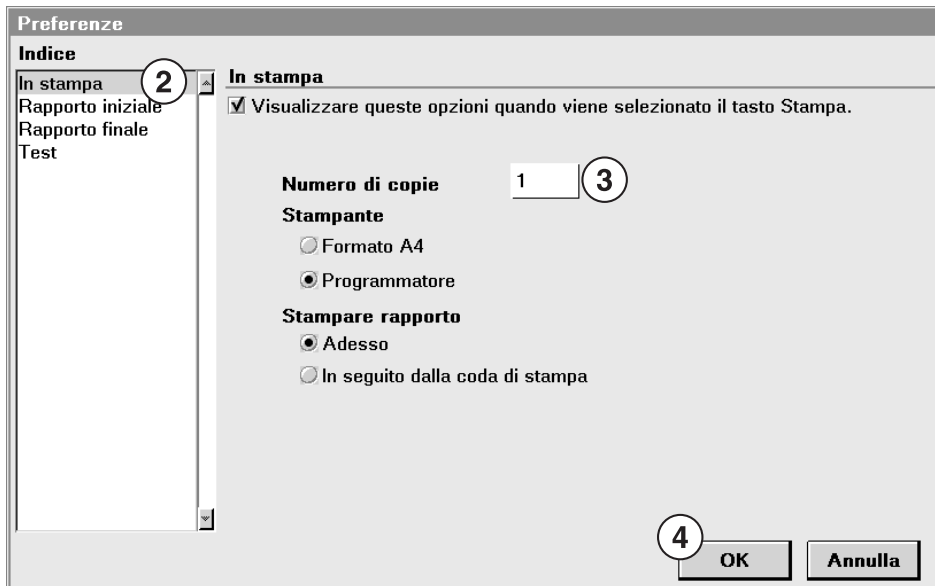 Preferenze
Indice
In stampa
2
Rapporto iniziale
Rapporto finale
Test
In stampa
Visualizzare queste opzioni quando viene selezionato il tasto Stampa.
Numero di copie 1 3
Stampante
Formato A4
Programmatore
Stampare rapporto
Adesso
In seguito dalla coda di stampa
4
OK Annulla